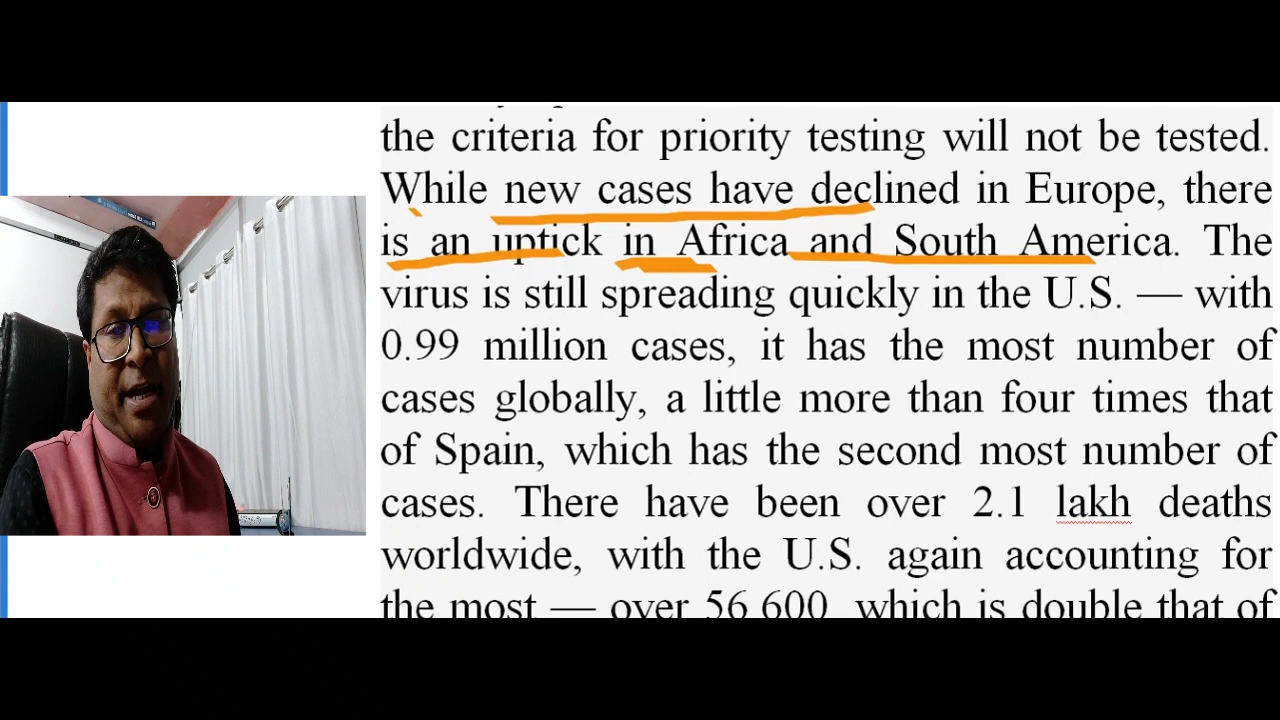 the criteria for priority testing will not be tested.
While new cases have declined in Europe, there
is an uptick in Africa and South America. The
virus is still spreading quickly in the U.S. — with
0.99 million cases, it has the most number of
cases globally, a little more than four times that
of Spain, which has the second most number of
cases. There have been over 2.1 lakh deaths
worldwide, with the U.S. again accounting for
the most — over 56,600, which is double that of